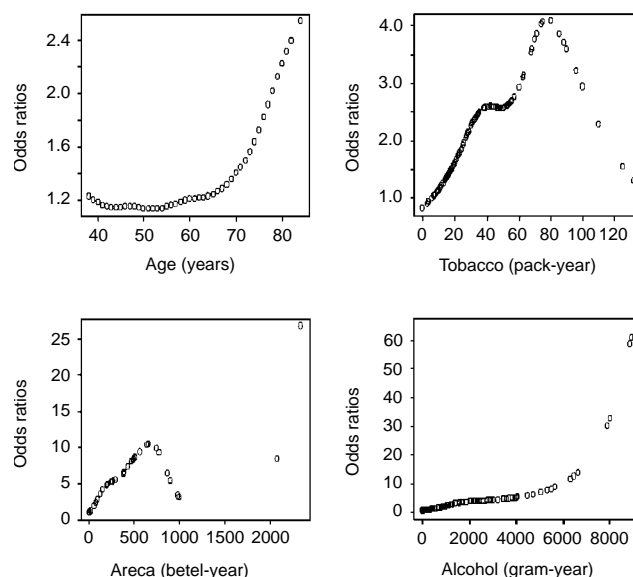 2.4
2.0
1.6
1.2
Odds ratios
40 50 60 70 80
Age (years)
4.0
3.0
2.0
1.0
Odds ratios
0 20 40 60 80 100 120
Tobacco (pack-year)
25
20
15
10
5
0
Odds ratios
0 500 1000 2000
Areca (betel-year)
60
50
40
30
20
10
0
Odds ratios
0 2000 4000 6000 8000
Alcohol (gram-year)